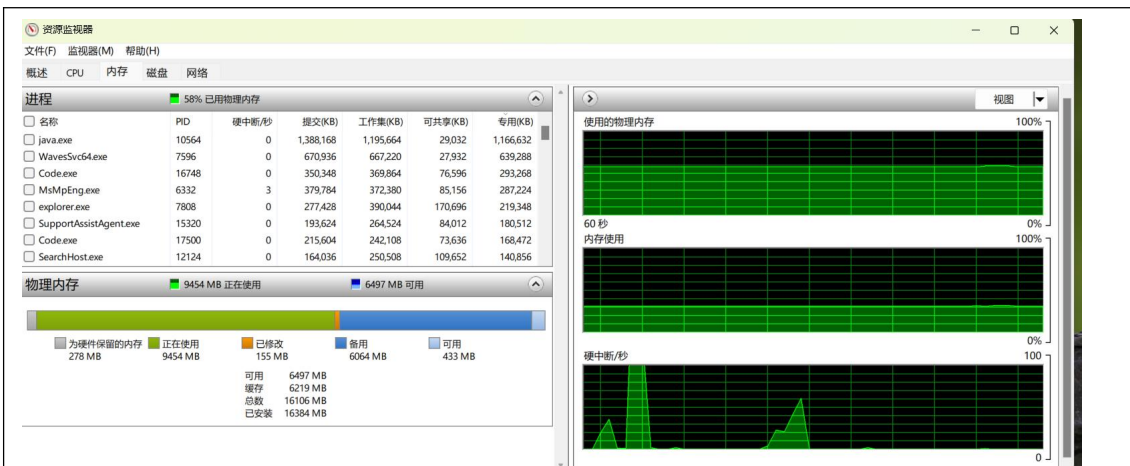 资源监视器
文件(F) 监视器(M) 帮助(H)
概述 CPU 内存 磁盘 网络
进程 58% 已用物理内存
名称 PID 硬中断/秒 提交(KB) 工作集(KB) 可共享(KB) 专用(KB)
java.exe 10564 0 1,388,168 1,195,664 29,032 1,166,632
WavesSvc64.exe 7596 0 670,936 667,220 27,932 639,288
Code.exe 16748 0 350,348 369,864 76,596 293,268
MsMpEng.exe 6332 3 379,784 372,380 85,156 287,224
explorer.exe 7808 0 277,428 390,044 170,696 219,348
SupportAssistAgent.exe 15320 0 193,624 264,524 84,012 180,512
Code.exe 17500 0 215,604 242,108 73,636 168,472
SearchHost.exe 12124 0 164,036 250,508 109,652 140,856
物理内存 9454 MB 正在使用 6497 MB 可用
为硬件保留的内存 正在使用 已修改 备用 可用
278 MB 9454 MB 155 MB 6064 MB 433 MB
可用 6497 MB
缓存 6219 MB
总数 16106 MB
已安装 16384 MB
视图
使用的物理内存 100%
60 秒 0%
内存使用 100%
0%
硬中断/秒 100
0